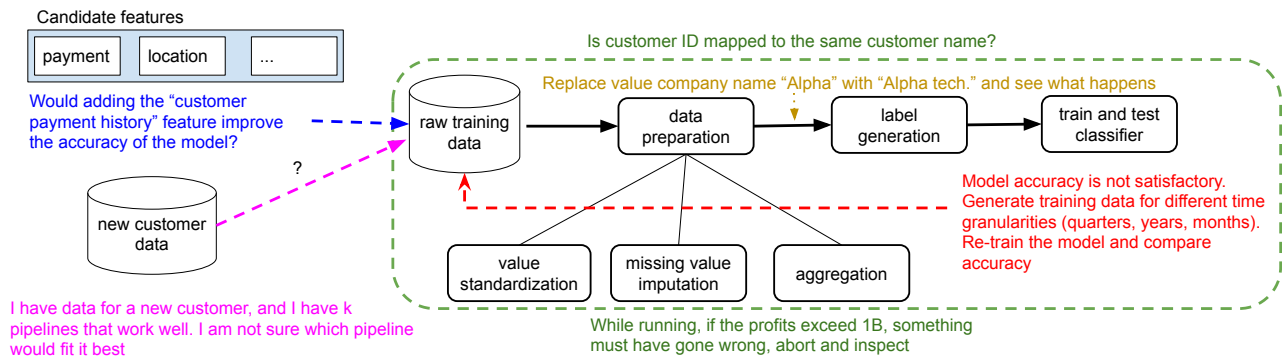 Candidate features
payment
location
...
Is customer ID mapped to the same customer name?
Replace value company name “Alpha” with “Alpha tech.” and see what happens
Would adding the “customer
payment history” feature improve
the accuracy of the model?
raw training
data
data
preparation
label
generation
train and test
classifier
?
new customer
data
Model accuracy is not satisfactory.
Generate training data for different time
granularities (quarters, years, months).
Re-train the model and compare
accuracy
value
standardization
missing value
imputation
aggregation
I have data for a new customer, and I have k
pipelines that work well. I am not sure which pipeline
would fit it best
While running, if the profits exceed 1B, something
must have gone wrong, abort and inspect